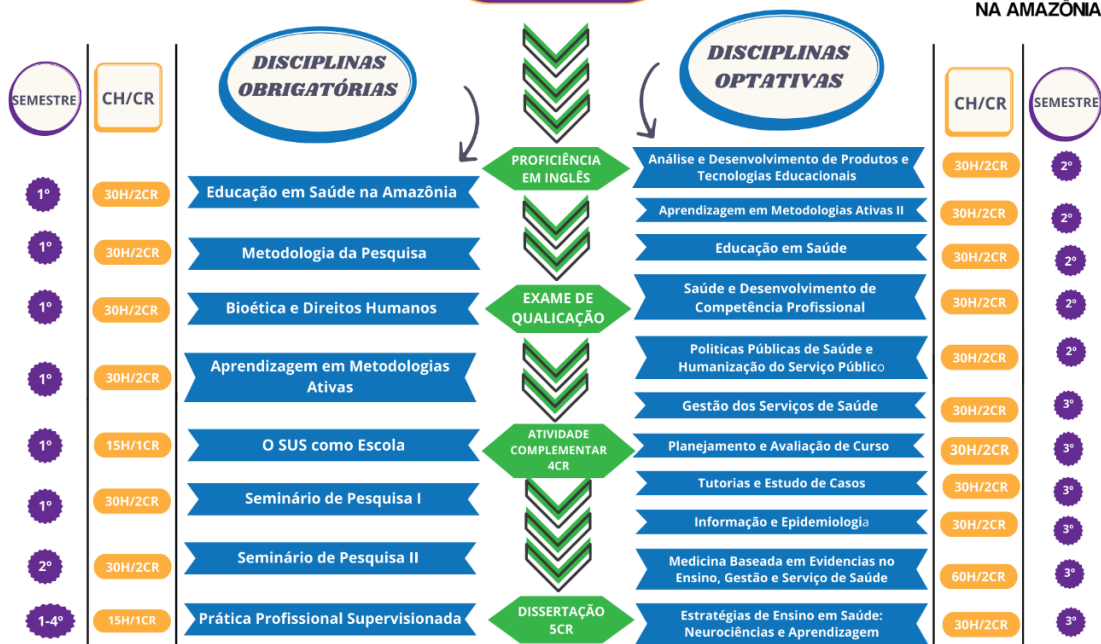 NA AMAZÔNIA
SEMESTRE
CH/CR
DISCIPLINAS
OBRIGATÓRIAS
DISCIPLINAS
OPTATIVAS
CH/CR
SEMESTRE
1º
30H/2CR
Educação em Saúde na Amazônia
1º
30H/2CR
Metodologia da Pesquisa
1º
30H/2CR
Bioética e Direitos Humanos
1º
30H/2CR
Aprendizagem em Metodologias
Ativas
1º
15H/1CR
O SUS como Escola
1º
30H/2CR
Seminário de Pesquisa I
2º
30H/2CR
Seminário de Pesquisa II
1-4º
15H/1CR
Prática Profissional Supervisionada
PROFICIÊNCIA
EM INGLÊS
EXAME DE
QUALICAÇÃO
ATIVIDADE
COMPLEMENTAR
4CR
DISSERTAÇÃO
5CR
Análise e Desenvolvimento de Produtos e
Tecnologias Educacionais
30H/2CR
2º
Aprendizagem em Metodologias Ativas II
30H/2CR
2º
Educação em Saúde
30H/2CR
2º
Saúde e Desenvolvimento de
Competência Profissional
30H/2CR
2º
Politicas Públicas de Saúde e
Humanização do Serviço Público
30H/2CR
2º
Gestão dos Serviços de Saúde
30H/2CR
3º
Planejamento e Avaliação de Curso
30H/2CR
3º
Tutorias e Estudo de Casos
30H/2CR
3º
Informação e Epidemiologia
30H/2CR
3º
Medicina Baseada em Evidencias no
Ensino, Gestão e Serviço de Saúde
60H/2CR
3º
Estratégias de Ensino em Saúde:
Neurociências e Aprendizagem
30H/2CR
3º